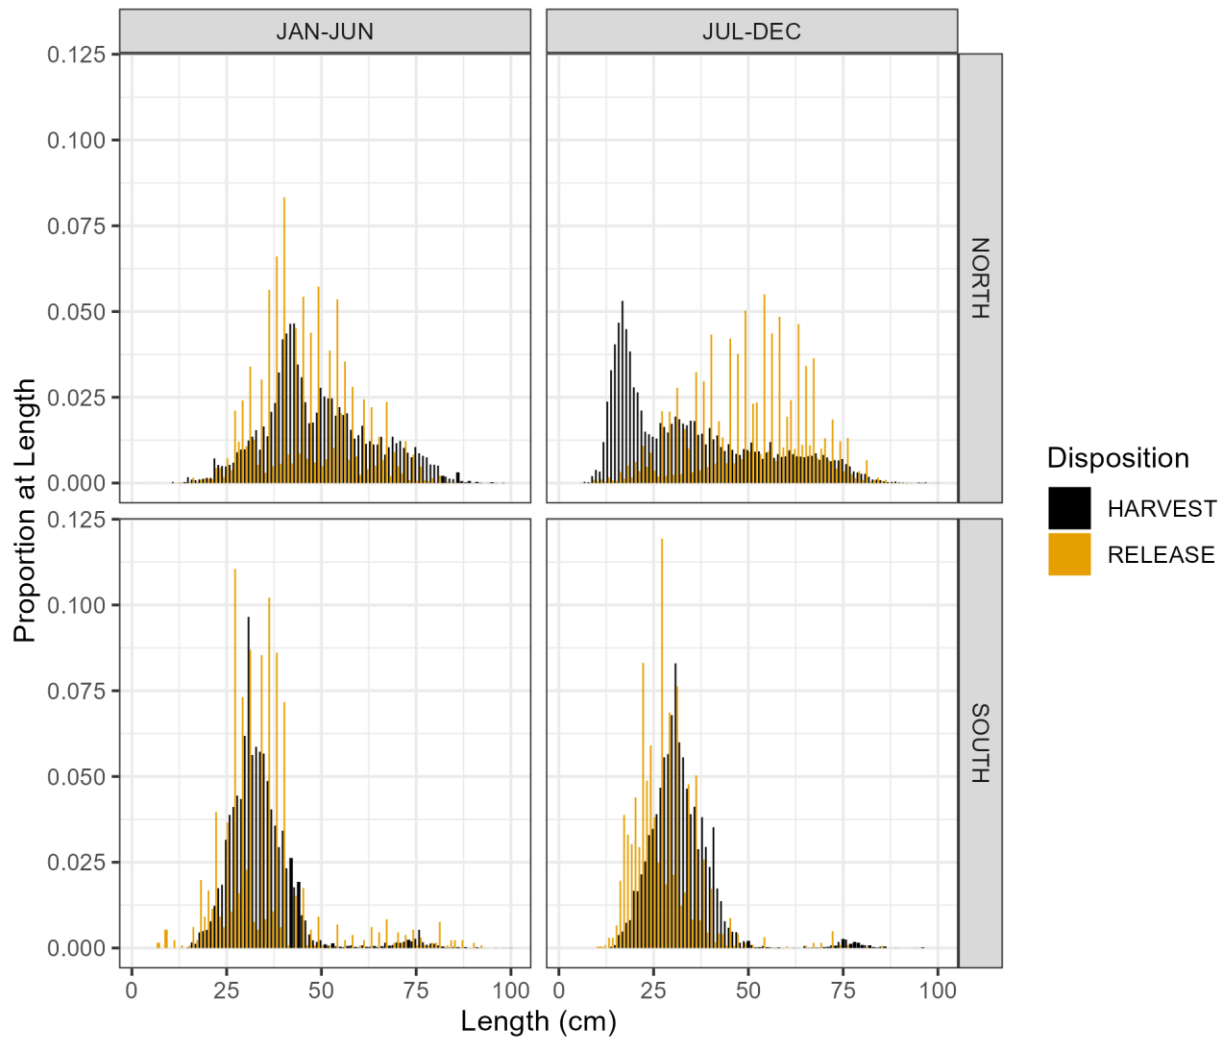 JAN-JUN
JUL-DEC
0.125
0.100
0.075
0.050
0.025
0.000
NORTH
0.125
0.100
0.075
0.050
0.025
0.000
SOUTH
Proportion at Length
0 25 50 75 100
0 25 50 75 100
Length (cm)
Disposition
HARVEST
RELEASE